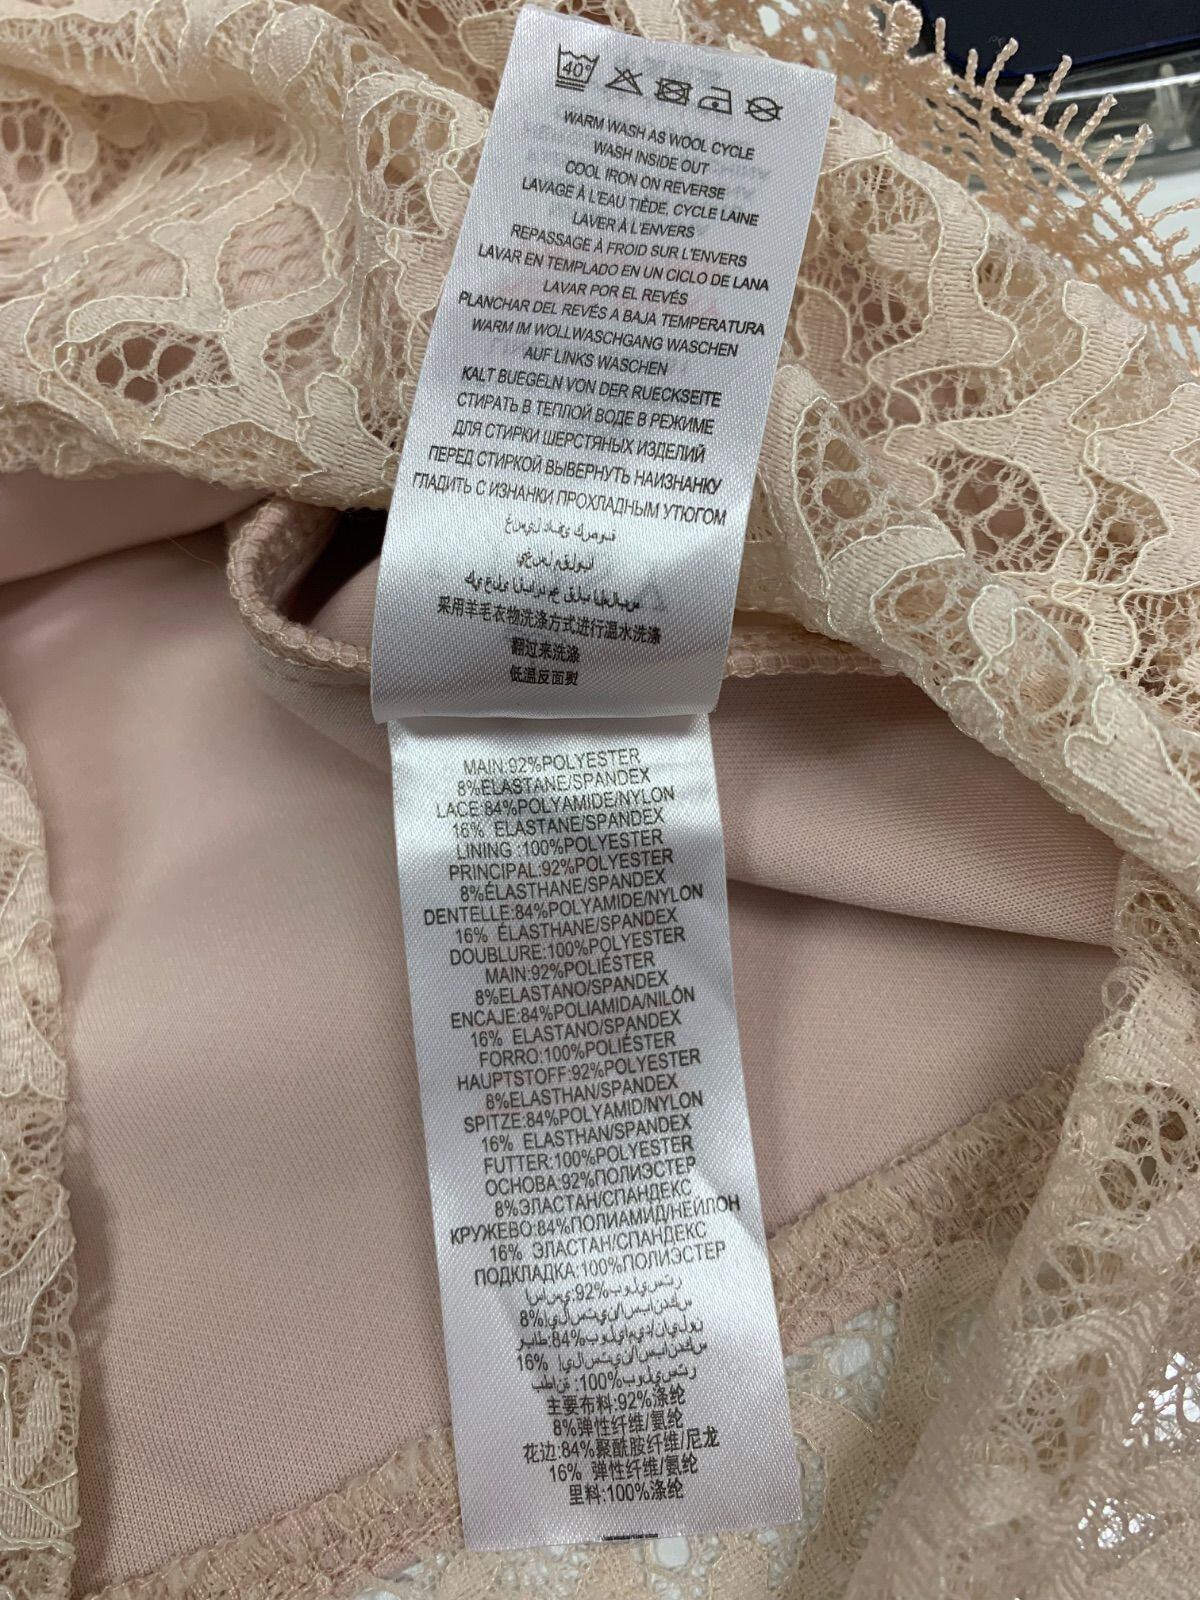 40°
WARM WASH AS WOOL CYCLE
WASH INSIDE OUT
COOL IRON ON REVERSE
LAVAGE À L'EAU TIÈDE, CYCLE LAINE
LAVER À L'ENVERS
REPASSAGE À FROID SUR L'ENVERS
LAVAR EN TEMPLADO EN UN CICLO DE LANA
LAVAR POR EL REVÉS
PLANCHAR DEL REVÉS A BAJA TEMPERATURA
WARM IM WOLLWASCHGANG WASCHEN
AUF LINKS WASCHEN
KALT BUEGELN VON DER RUECKSEITE
СТИРАТЬ В ТЕПЛОЙ ВОДЕ В РЕЖИМЕ
ДЛЯ СТИРКИ ШЕРСТЯНЫХ ИЗДЕЛИЙ
ПЕРЕД СТИРКОЙ ВЫВЕРНУТЬ НАИЗНАНКУ
ГЛАДИТЬ С ИЗНАНКИ ПРОХЛАДНЫМ УТЮГОМ
采用羊毛衣物洗涤方式进行温水洗涤
翻过来洗涤
低温反面熨
MAIN:92%POLYESTER
8%ELASTANE/SPANDEX
LACE:84%POLYAMIDE/NYLON
16% ELASTANE/SPANDEX
LINING :100%POLYESTER
PRINCIPAL:92%POLYESTER
8%ÉLASTHANE/SPANDEX
DENTELLE:84%POLYAMIDE/NYLON
16% ÉLASTHANE/SPANDEX
DOUBLURE:100%POLYESTER
MAIN:92%POLIÉSTER
8%ELASTANO/SPANDEX
ENCAJE:84%POLIAMIDA/NILÓN
16% ELASTANO/SPANDEX
FORRO:100%POLIÉSTER
HAUPTSTOFF:92%POLYESTER
8%ELASTHAN/SPANDEX
SPITZE:84%POLYAMID/NYLON
16% ELASTHAN/SPANDEX
FUTTER:100%POLYESTER
ОСНОВА:92%ПОЛИЭСТЕР
8%ЭЛАСТАН/СПАНДЕКС
КРУЖЕВО:84%ПОЛИАМИД/НЕЙЛОН
16% ЭЛАСТАН/СПАНДЕКС
ПОДКЛАДКА:100%ПОЛИЭСТЕР
92%
8%
84%
16%
100%
主要布料:92%涤纶
8%弹性纤维/氨纶
花边:84%聚酰胺纤维/尼龙
16% 弹性纤维/氨纶
里料:100%涤纶